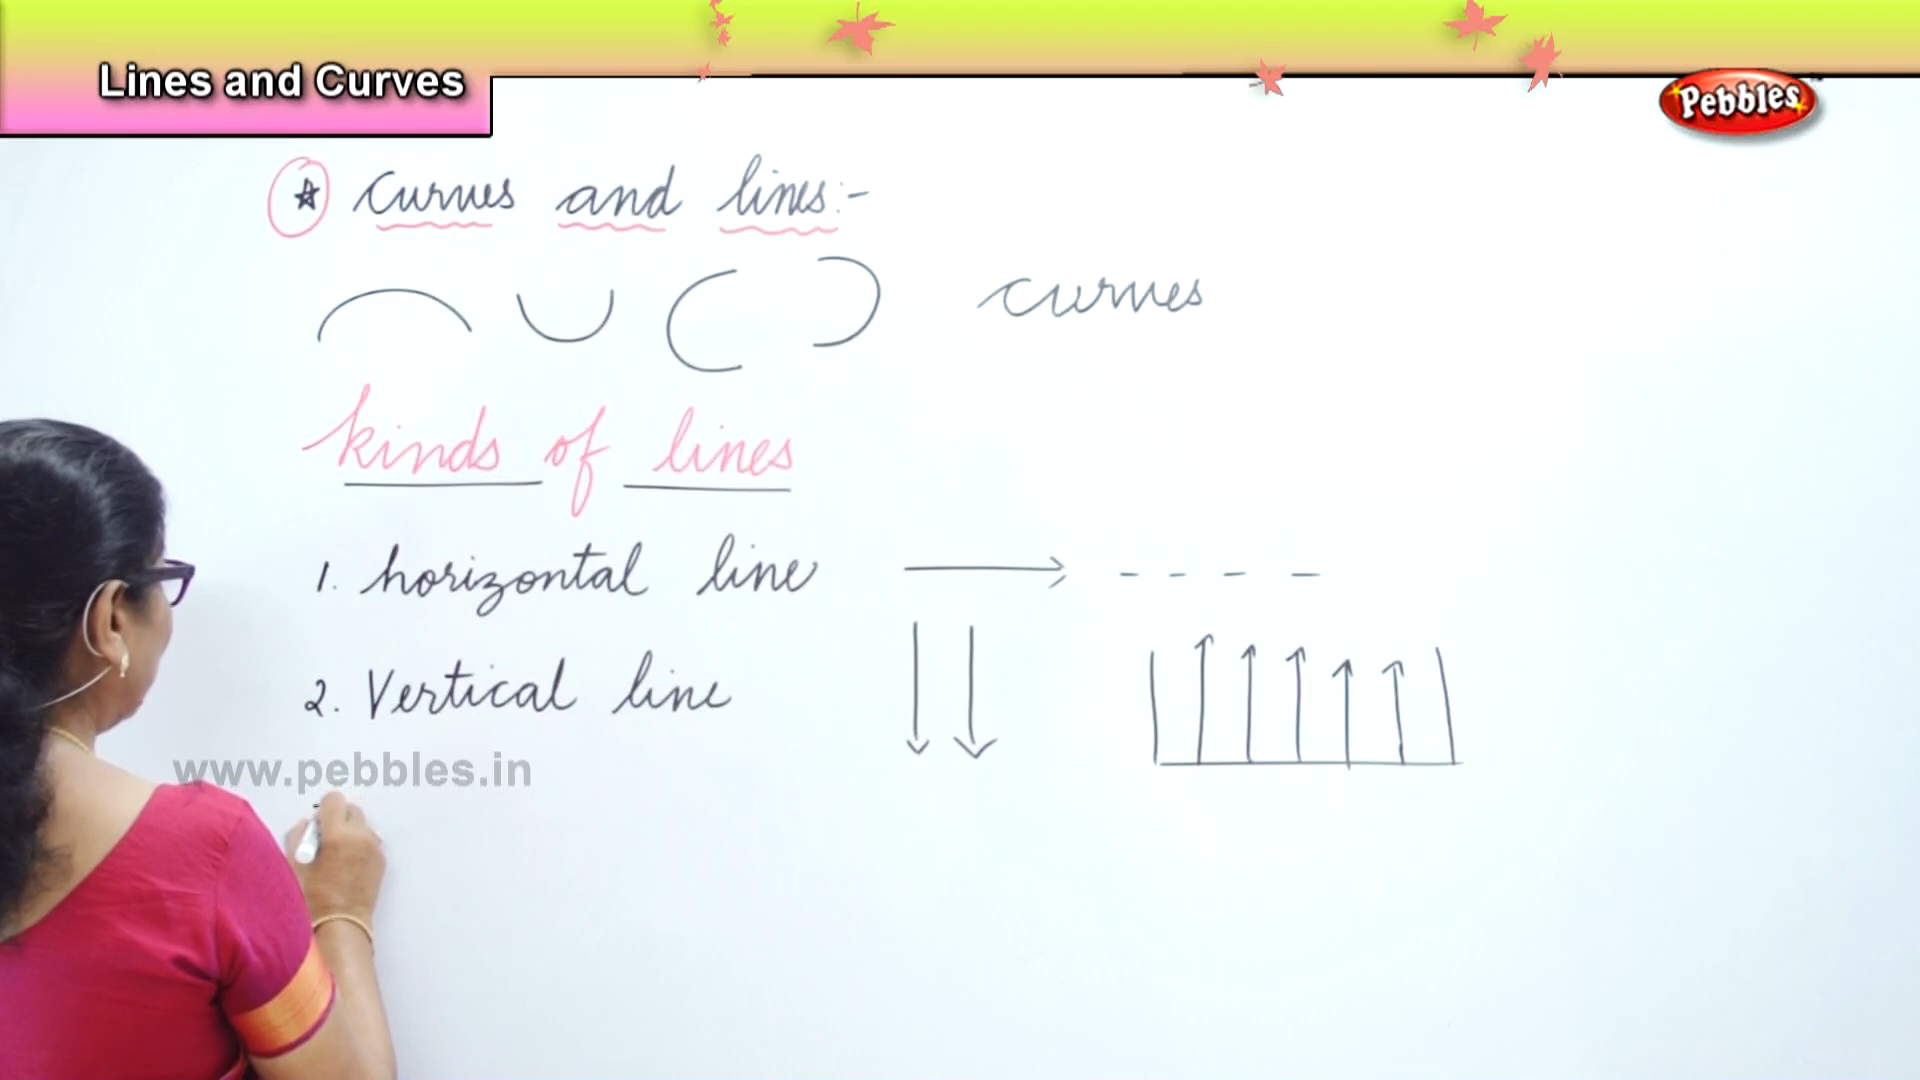 Lines and Curves
Pebbles
☆ curves and lines:-
curves
kinds of lines
1. horizontal line
2. Vertical line
www.pebbles.in